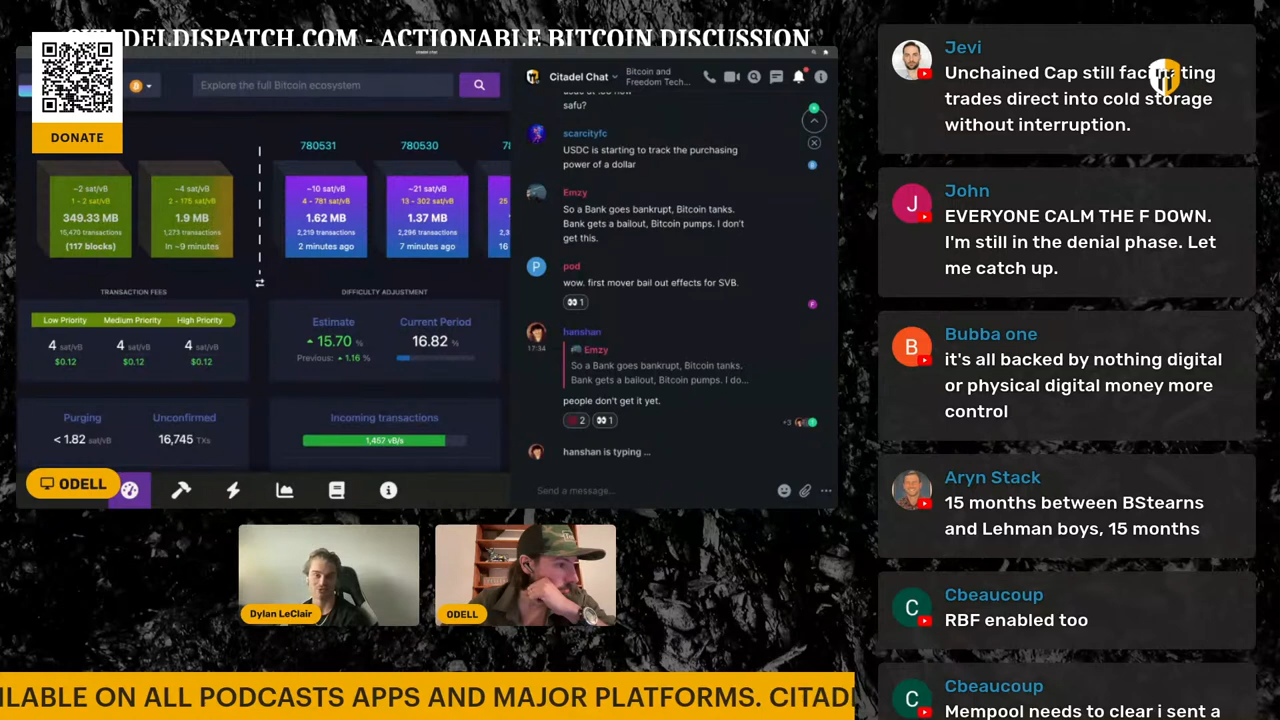 CITADELDISPATCH.COM - ACTIONABLE BITCOIN DISCUSSION
DONATE
Explore the full Bitcoin ecosystem
~2 sat/vB
1 - 2 sat/vB
349.33 MB
15,470 transactions
(117 blocks)
~4 sat/vB
2 - 175 sat/vB
1.9 MB
1,273 transactions
In ~9 minutes
780531
~10 sat/vB
4 - 781 sat/vB
1.62 MB
2,219 transactions
2 minutes ago
780530
~21 sat/vB
13 - 302 sat/vB
1.37 MB
2,296 transactions
7 minutes ago
78
25
2,3
16
TRANSACTION FEES
Low Priority Medium Priority High Priority
4 sat/vB 4 sat/vB 4 sat/vB
$0.12 $0.12 $0.12
DIFFICULTY ADJUSTMENT
Estimate
15.70 %
Previous: 1.16 %
Current Period
16.82 %
Purging
< 1.82 sat/vB
Unconfirmed
16,745 TXs
Incoming transactions
1,457 vB/s
ODELL
Citadel Chat
Bitcoin and
Freedom Tech...
safu?
scarcityfc
USDC is starting to track the purchasing
power of a dollar
Emzy
So a Bank goes bankrupt, Bitcoin tanks.
Bank gets a bailout, Bitcoin pumps. I don't
get this.
P
pod
wow. first mover bail out effects for SVB.
1
hanshan
17:34
Emzy
So a Bank goes bankrupt, Bitcoin tanks.
Bank gets a bailout, Bitcoin pumps. I do...
people don't get it yet.
2 1
+3
hanshan is typing ...
Send a message...
Dylan LeClair
ODELL
ILABLE ON ALL PODCASTS APPS AND MAJOR PLATFORMS. CITAD
Jevi
Unchained Cap still facilitating
trades direct into cold storage
without interruption.
J
John
EVERYONE CALM THE F DOWN.
I'm still in the denial phase. Let
me catch up.
B
Bubba one
it's all backed by nothing digital
or physical digital money more
control
Aryn Stack
15 months between BStearns
and Lehman boys, 15 months
C
Cbeaucoup
RBF enabled too
C
Cbeaucoup
Mempool needs to clear i sent a